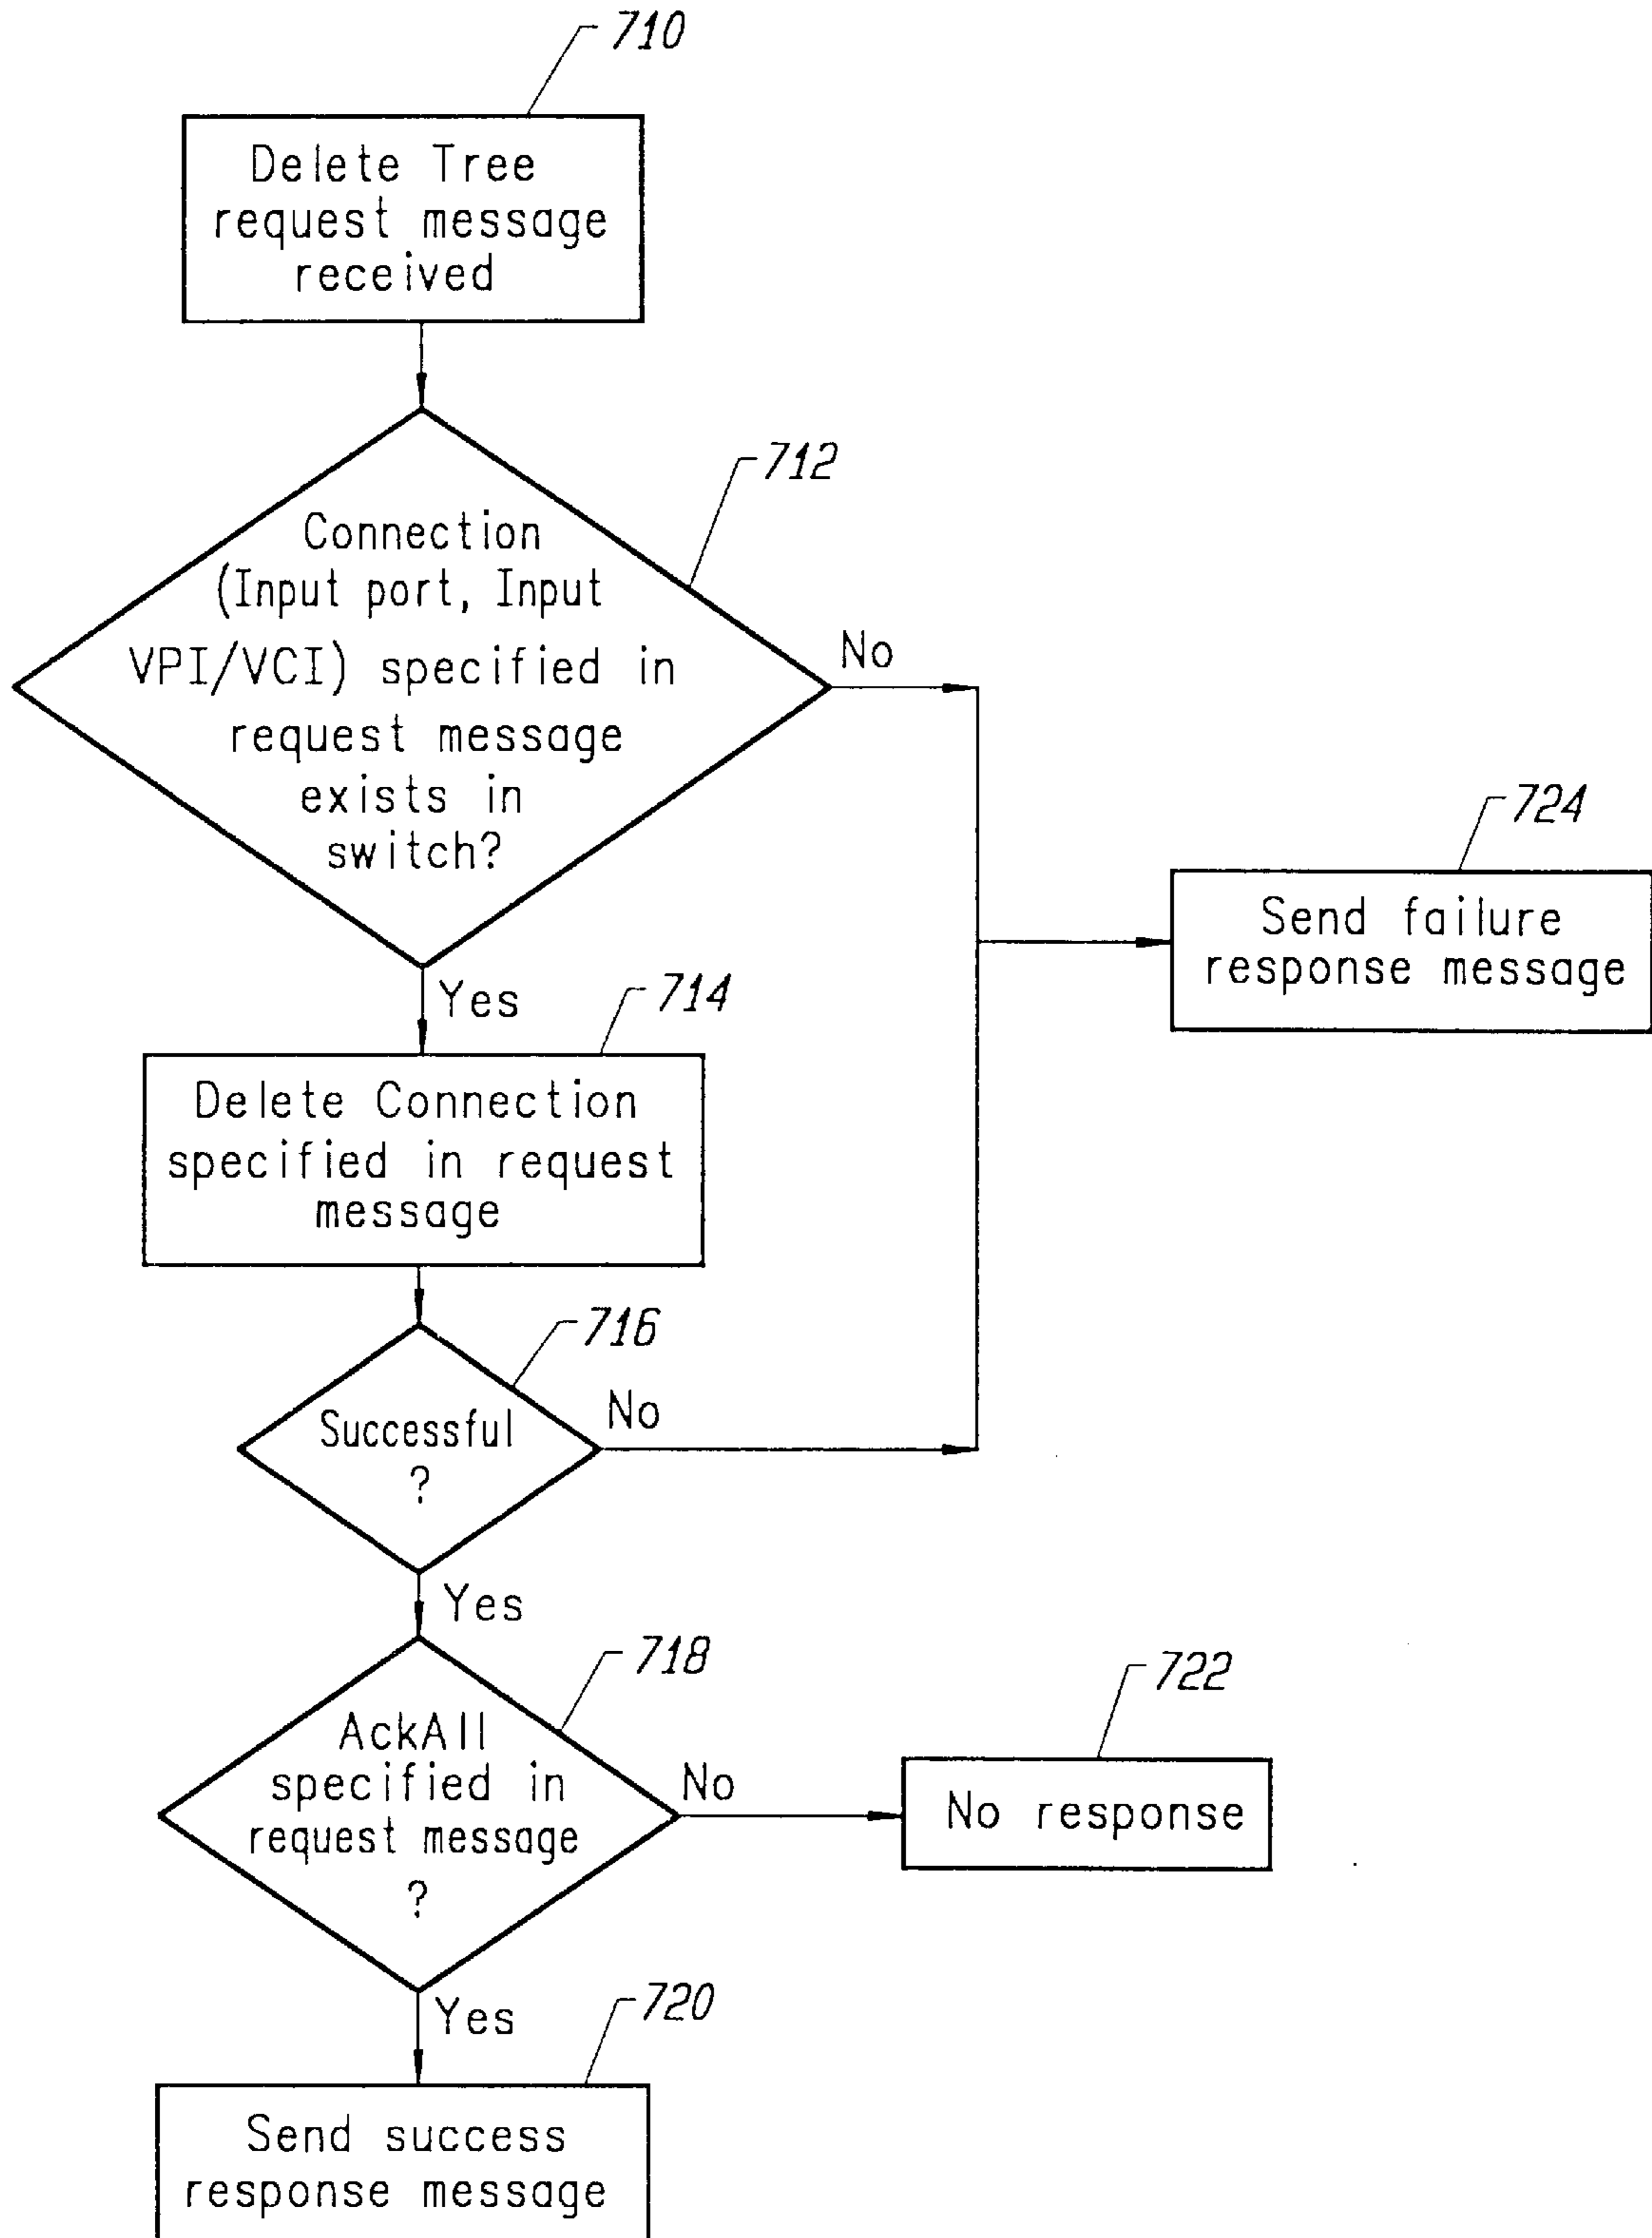 710
Delete Tree
request message
received
712
Connection
(Input port, Input
VPI/VCI) specified in
request message
exists in
switch?
No
724
Send failure
response message
Yes
714
Delete Connection
specified in request
message
716
Successful
?
No
Yes
718
AckAll
specified in
request message
?
No
722
No response
Yes
720
Send success
response message